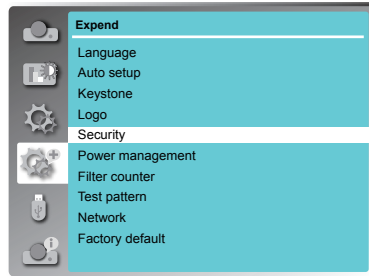 Expend
Language
Auto setup
Keystone
Logo
Security
Power management
Filter counter
Test pattern
Network
Factory default